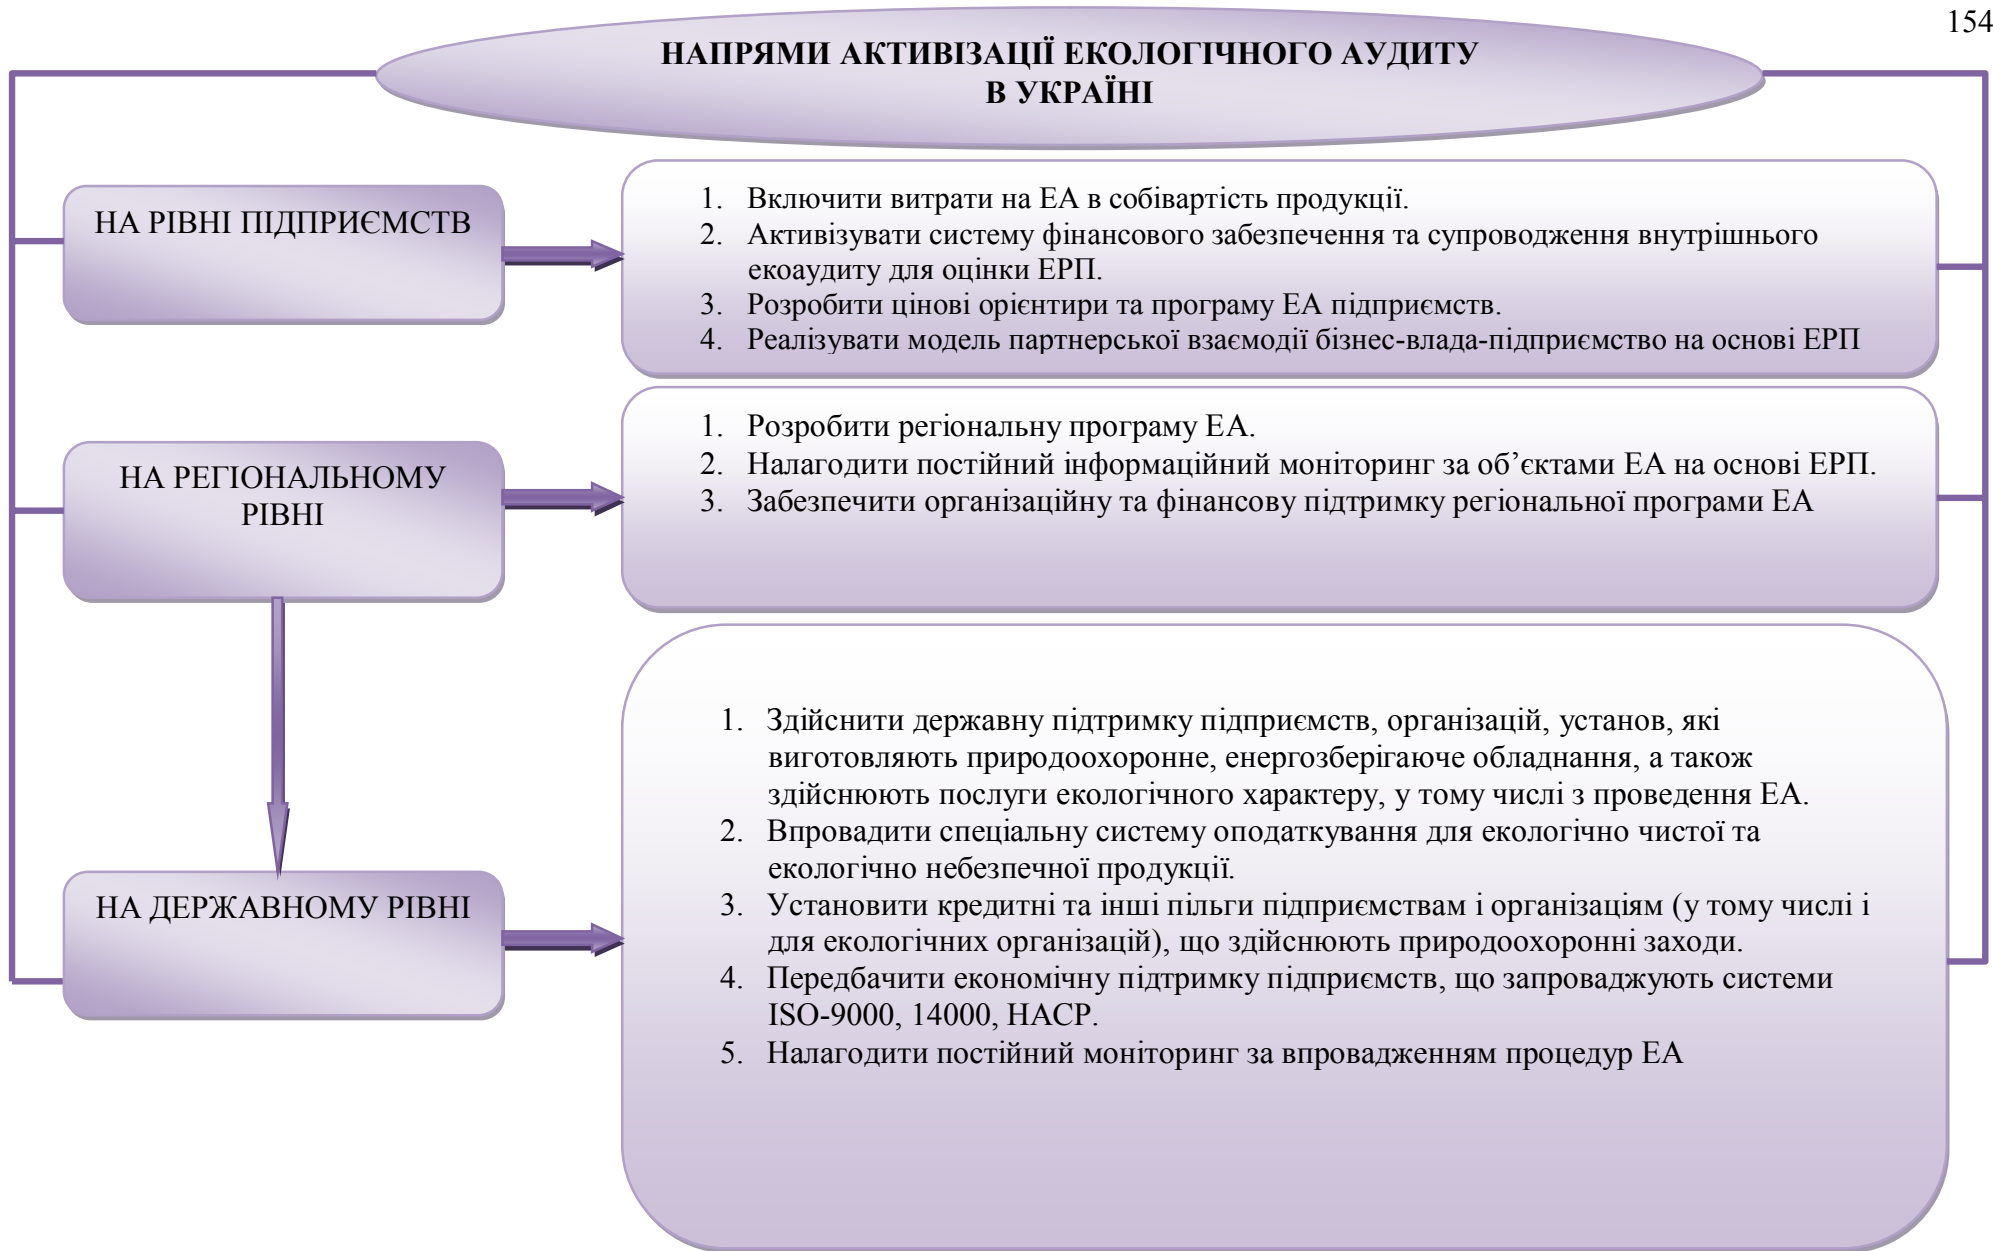 154
НАПРЯМИ АКТИВІЗАЦІЇ ЕКОЛОГІЧНОГО АУДИТУ
В УКРАЇНІ
НА РІВНІ ПІДПРИЄМСТВ
1. Включити витрати на ЕА в собівартість продукції.
2. Активізувати систему фінансового забезпечення та супроводження внутрішнього
екоаудиту для оцінки ЕРП.
3. Розробити цінові орієнтири та програму ЕА підприємств.
4. Реалізувати модель партнерської взаємодії бізнес-влада-підприємство на основі ЕРП
НА РЕГІОНАЛЬНОМУ
РІВНІ
1. Розробити регіональну програму ЕА.
2. Налагодити постійний інформаційний моніторинг за об’єктами ЕА на основі ЕРП.
3. Забезпечити організаційну та фінансову підтримку регіональної програми ЕА
НА ДЕРЖАВНОМУ РІВНІ
1. Здійснити державну підтримку підприємств, організацій, установ, які
виготовляють природоохоронне, енергозберігаюче обладнання, а також
здійснюють послуги екологічного характеру, у тому числі з проведення ЕА.
2. Впровадити спеціальну систему оподаткування для екологічно чистої та
екологічно небезпечної продукції.
3. Установити кредитні та інші пільги підприємствам і організаціям (у тому числі і
для екологічних організацій), що здійснюють природоохоронні заходи.
4. Передбачити економічну підтримку підприємств, що запроваджують системи
ISO-9000, 14000, НАСР.
5. Налагодити постійний моніторинг за впровадженням процедур ЕА